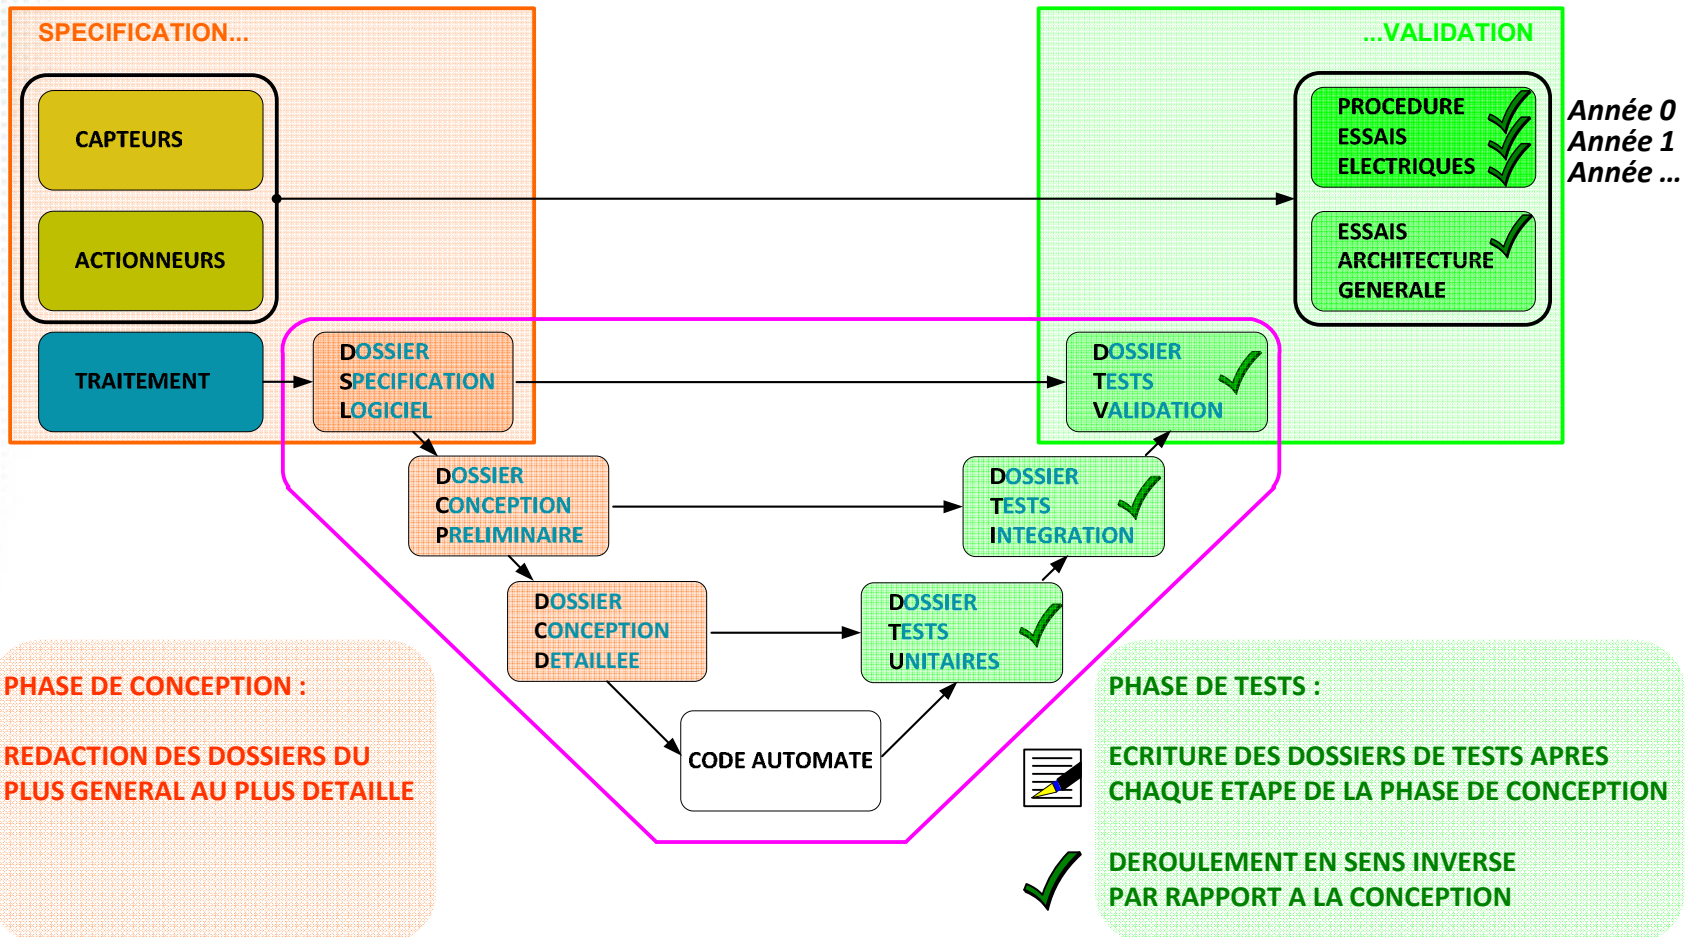 SPECIFICATION...
...VALIDATION
CAPTEURS
ACTIONNEURS
TRAITEMENT
PROCEDURE
ESSAIS
ELECTRIQUES
Année 0
Année 1
Année ...
ESSAIS
ARCHITECTURE
GENERALE
DOSSIER
SPECIFICATION
LOGICIEL
DOSSIER
TESTS
VALIDATION
DOSSIER
CONCEPTION
PRELIMINAIRE
DOSSIER
TESTS
INTEGRATION
DOSSIER
CONCEPTION
DETAILLEE
DOSSIER
TESTS
UNITAIRES
CODE AUTOMATE
PHASE DE CONCEPTION :
REDACTION DES DOSSIERS DU
PLUS GENERAL AU PLUS DETAILLE
PHASE DE TESTS :
ECRITURE DES DOSSIERS DE TESTS APRES
CHAQUE ETAPE DE LA PHASE DE CONCEPTION
DEROULEMENT EN SENS INVERSE
PAR RAPPORT A LA CONCEPTION